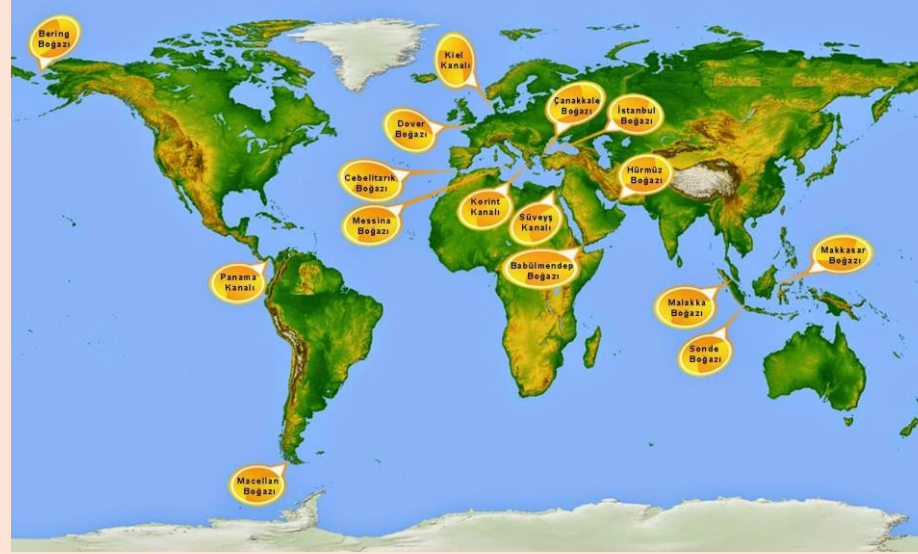 Bering
Boğazı
Kiel
Kanalı
Çanakkale
Boğazı
İstanbul
Boğazı
Dover
Boğazı
Cebelitarık
Boğazı
Hürmüz
Boğazı
Messina
Boğazı
Korint
Kanalı
Süveyş
Kanalı
Babülmendep
Boğazı
Makkasar
Boğazı
Panama
Kanalı
Malakka
Boğazı
Sonde
Boğazı
Macellan
Boğazı